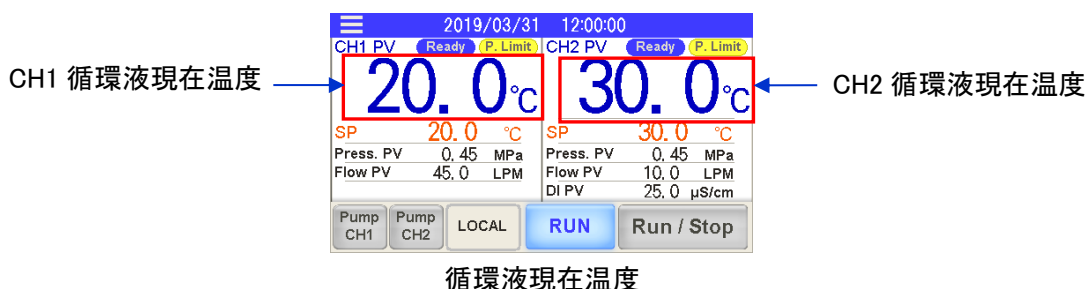 2019/03/31 12:00:00
CH1 PV Ready P. Limit CH2 PV Ready P. Limit
CH1 循環液現在温度 20.0℃ 30.0℃ CH2 循環液現在温度
SP 20.0 ℃ SP 30.0 ℃
Press. PV 0.45 MPa Press. PV 0.45 MPa
Flow PV 45.0 LPM Flow PV 10.0 LPM
DI PV 25.0 μS/cm
Pump CH1 Pump CH2 LOCAL RUN Run / Stop
循環液現在温度